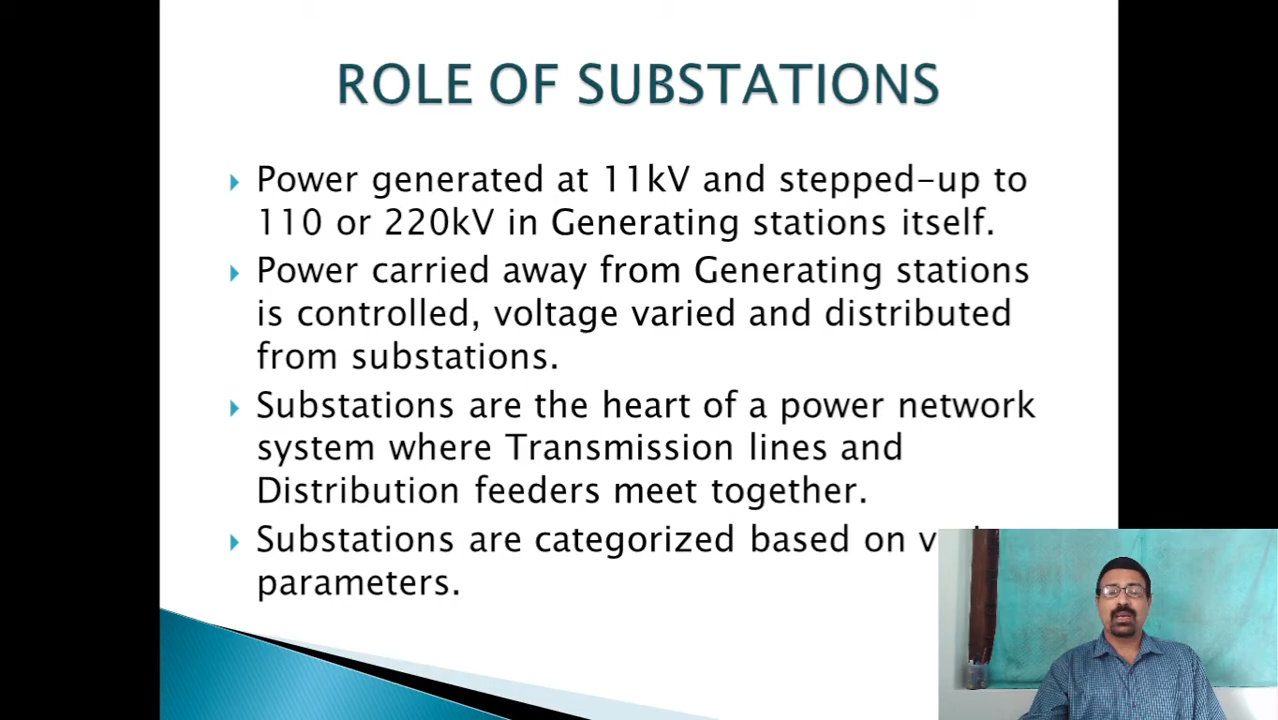 ROLE OF SUBSTATIONS
Power generated at 11kV and stepped-up to
110 or 220kV in Generating stations itself.
Power carried away from Generating stations
is controlled, voltage varied and distributed
from substations.
Substations are the heart of a power network
system where Transmission lines and
Distribution feeders meet together.
Substations are categorized based on
parameters.